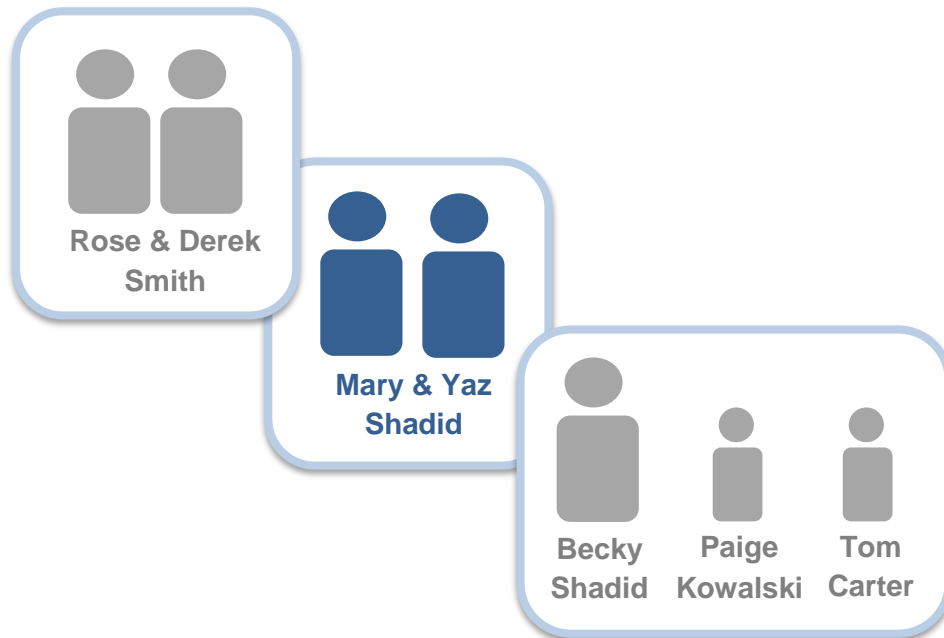 Rose & Derek
Smith
Mary & Yaz
Shadid
Becky
Shadid
Paige
Kowalski
Tom
Carter